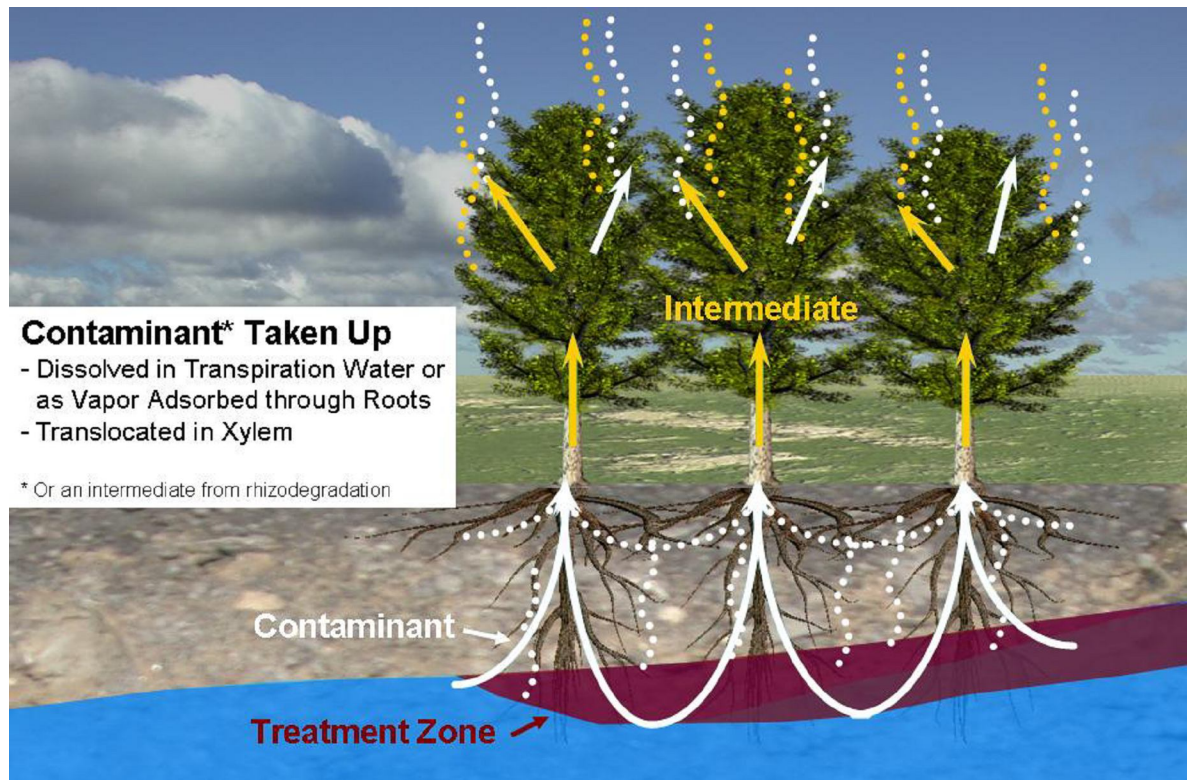 Intermediate
Contaminant* Taken Up
- Dissolved in Transpiration Water or
as Vapor Adsorbed through Roots
- Translocated in Xylem
* Or an intermediate from rhizodegradation
Contaminant
Treatment Zone